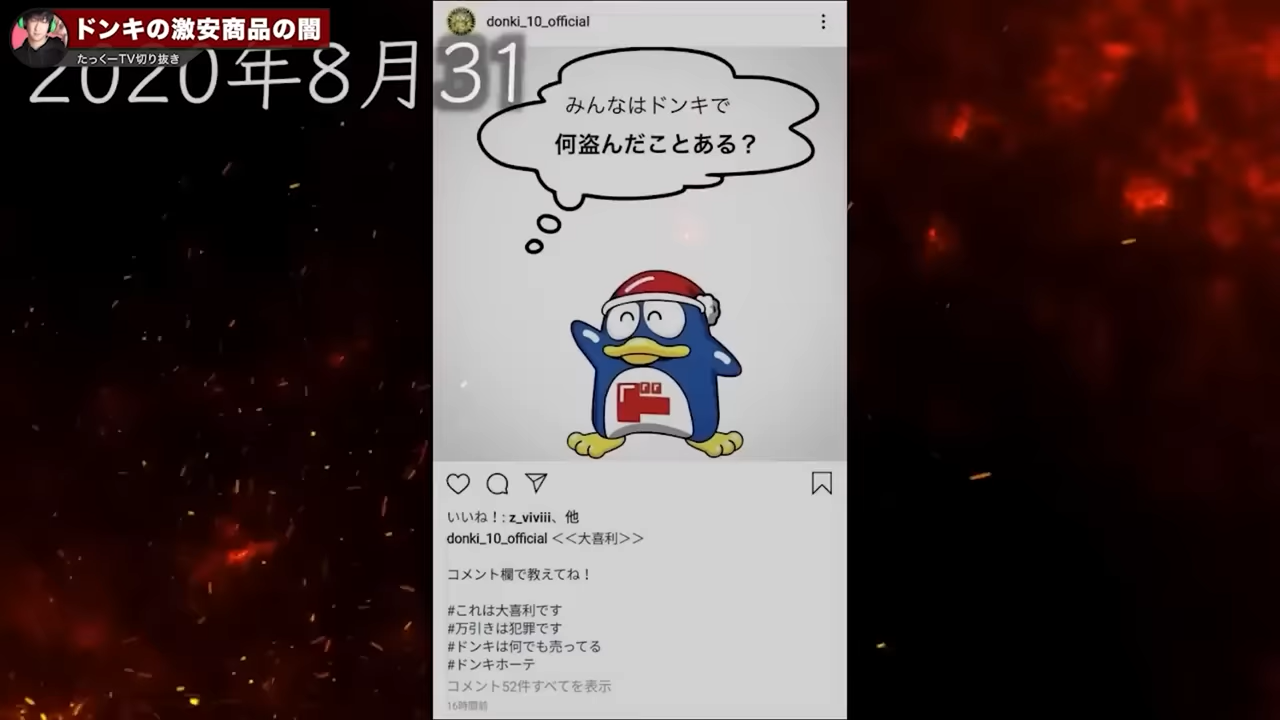 ドンキの激安商品の闇
たっくーTV切り抜き
2020年8月31
donki_10_official
みんなはドンキで
何盗んだことある？
ド
いいね！: z_viviii、他
donki_10_official <<大喜利>>
コメント欄で教えてね！
#これは大喜利です
#万引きは犯罪です
#ドンキは何でも売ってる
#ドンキホーテ
コメント52件すべてを表示
16時間前